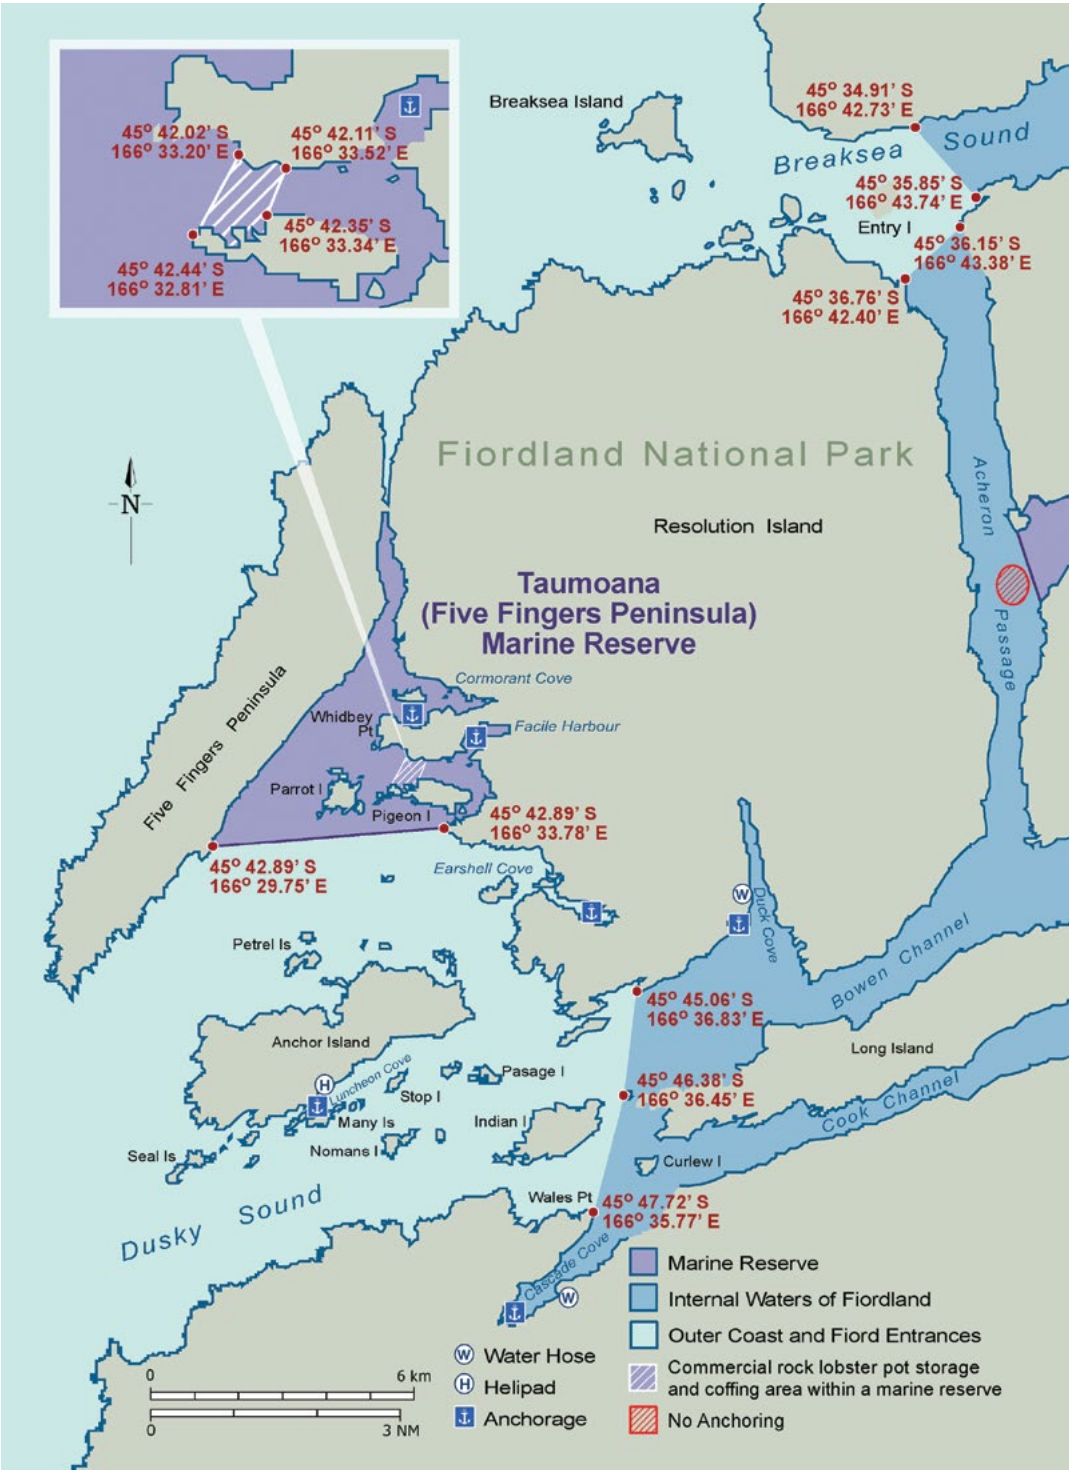 Breaksea Island
45° 34.91' S
166° 42.73' E
Breaksea Sound
45° 42.02' S
166° 33.20' E
45° 42.11' S
166° 33.52' E
45° 35.85' S
166° 43.74' E
Entry I
45° 42.35' S
166° 33.34' E
45° 36.15' S
166° 43.38' E
45° 42.44' S
166° 32.81' E
45° 36.76' S
166° 42.40' E
Fiordland National Park
N
Acheron Passage
Resolution Island
Taumoana
(Five Fingers Peninsula)
Marine Reserve
Five Fingers Peninsula
Cormorant Cove
Whidbey
Pt
Facile Harbour
Parrot I
Pigeon I
45° 42.89' S
166° 33.78' E
45° 42.89' S
166° 29.75' E
Earshell Cove
W
Duck Cove
Petrel Is
Bowen Channel
45° 45.06' S
166° 36.83' E
Anchor Island
Long Island
H
Luncheon Cove
Pasage I
45° 46.38' S
166° 36.45' E
Stop I
Cook Channel
Many Is
Indian I
Nomans I
Seal Is
Curlew I
Wales Pt
45° 47.72' S
166° 35.77' E
Dusky Sound
Cascade Cove
W
Marine Reserve
Internal Waters of Fiordland
Outer Coast and Fiord Entrances
W Water Hose
Commercial rock lobster pot storage
and coffing area within a marine reserve
H Helipad
Anchorage
No Anchoring
0 6 km
0 3 NM